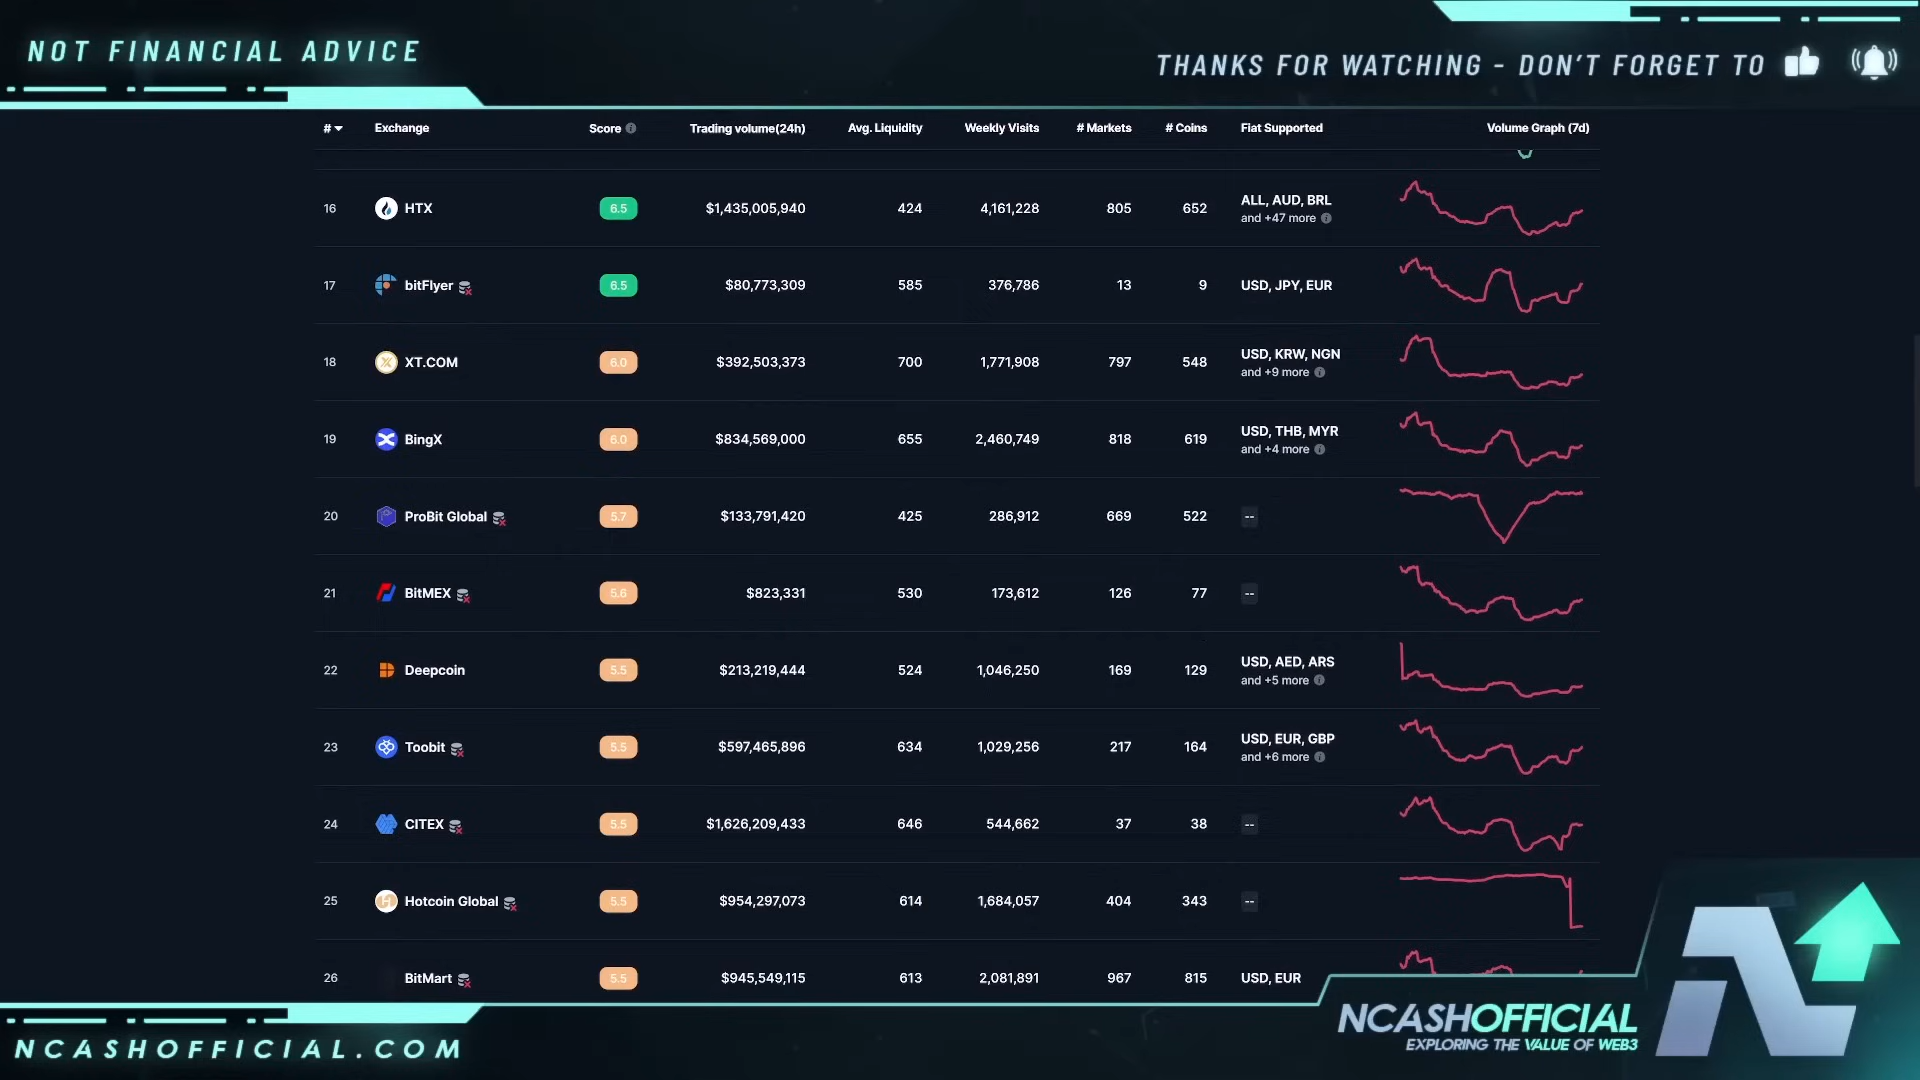 NOT FINANCIAL ADVICE
THANKS FOR WATCHING - DON'T FORGET TO
# Exchange Score Trading volume(24h) Avg. Liquidity Weekly Visits # Markets # Coins Fiat Supported Volume Graph (7d)
16 HTX 6.5 $1,435,005,940 424 4,161,228 805 652 ALL, AUD, BRL
and +47 more
17 bitFlyer 6.5 $80,773,309 585 376,786 13 9 USD, JPY, EUR
18 XT.COM 6.0 $392,503,373 700 1,771,908 797 548 USD, KRW, NGN
and +9 more
19 BingX 6.0 $834,569,000 655 2,460,749 818 619 USD, THB, MYR
and +4 more
20 ProBit Global 5.7 $133,791,420 425 286,912 669 522 --
21 BitMEX 5.6 $823,331 530 173,612 126 77 --
22 Deepcoin 5.5 $213,219,444 524 1,046,250 169 129 USD, AED, ARS
and +5 more
23 Toobit 5.5 $597,465,896 634 1,029,256 217 164 USD, EUR, GBP
and +6 more
24 CITEX 5.5 $1,626,209,433 646 544,662 37 38 --
25 Hotcoin Global 5.5 $954,297,073 614 1,684,057 404 343 --
26 BitMart 5.5 $945,549,115 613 2,081,891 967 815 USD, EUR
NCASHOFFICIAL
EXPLORING THE VALUE OF WEB3
NCASHOFFICIAL.COM